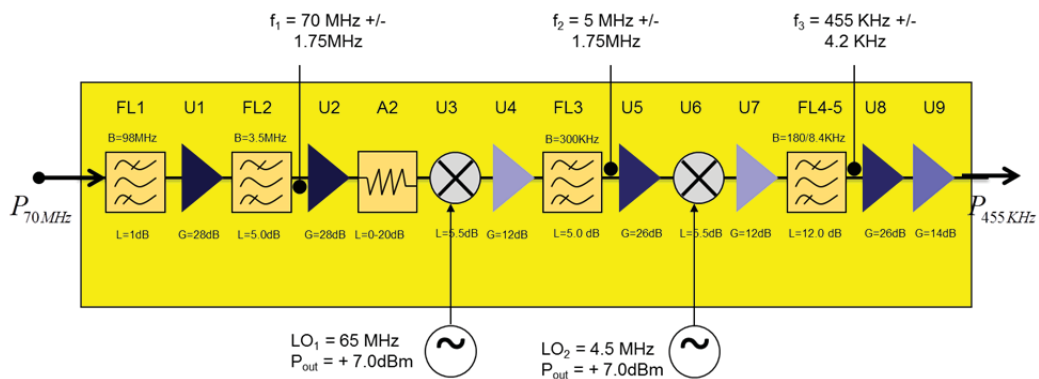 f₁ = 70 MHz +/-
1.75MHz
f₂ = 5 MHz +/-
1.75MHz
f₃ = 455 KHz +/-
4.2 KHz
FL1 U1 FL2 U2 A2 U3 U4 FL3 U5 U6 U7 FL4-5 U8 U9
B=98MHz B=3.5MHz B=300KHz B=180/8.4KHz
P70MHz P455KHz
L=1dB G=28dB L=5.0dB G=28dB L=0-20dB L=5.5dB G=12dB L=5.0 dB G=26dB L=5.5dB G=12dB L=12.0 dB G=26dB G=14dB
LO₁ = 65 MHz
Pout = + 7.0dBm
LO₂ = 4.5 MHz
Pout = +7.0dBm